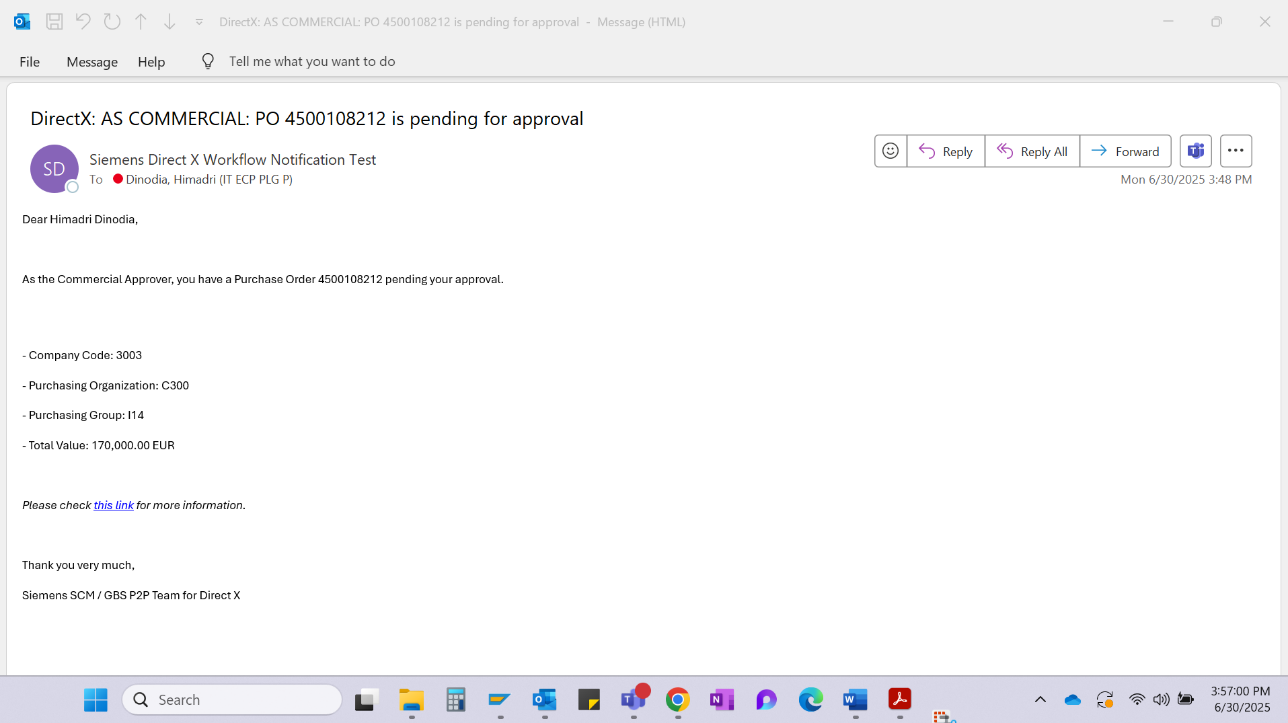 DirectX: AS COMMERCIAL: PO 4500108212 is pending for approval - Message (HTML)
File Message Help Tell me what you want to do
DirectX: AS COMMERCIAL: PO 4500108212 is pending for approval
SD
Siemens Direct X Workflow Notification Test
To Dinodia, Himadri (IT ECP PLG P)
Reply Reply All Forward
Mon 6/30/2025 3:48 PM
Dear Himadri Dinodia,
As the Commercial Approver, you have a Purchase Order 4500108212 pending your approval.
- Company Code: 3003
- Purchasing Organization: C300
- Purchasing Group: I14
- Total Value: 170,000.00 EUR
Please check this link for more information.
Thank you very much,
Siemens SCM / GBS P2P Team for Direct X
Search
3:57:00 PM
6/30/2025